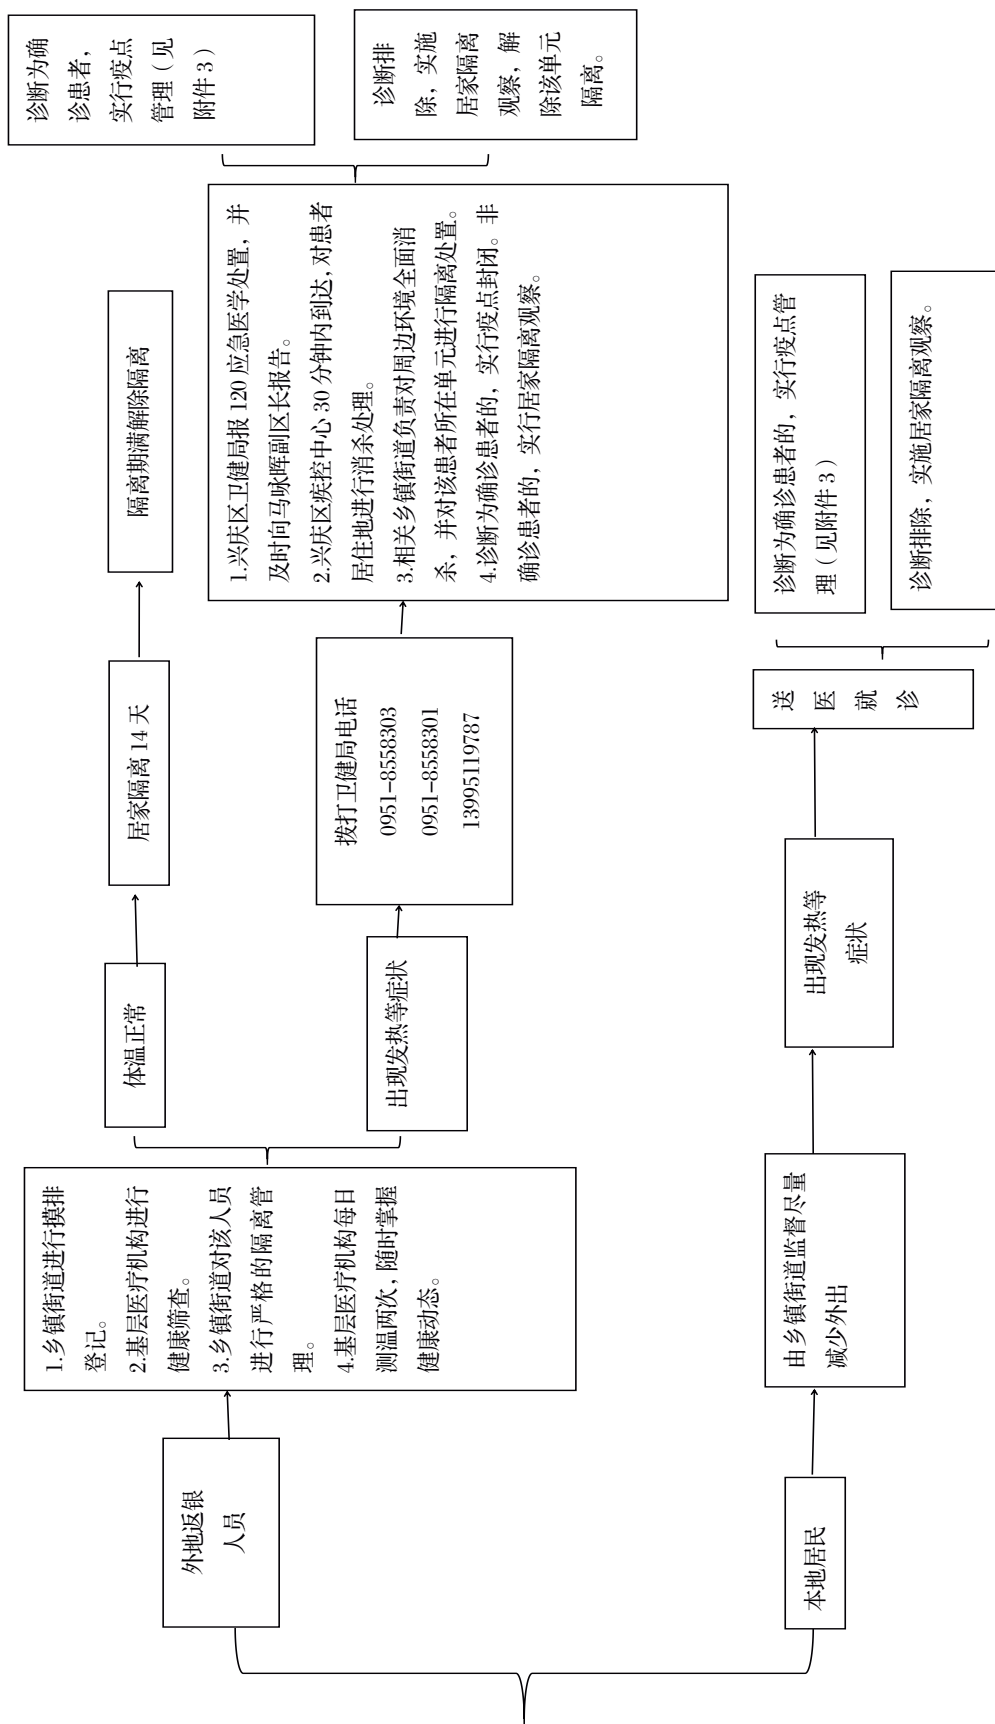 外地返银
人员
1.乡镇街道进行摸排
登记。
2.基层医疗机构进行
健康筛查。
3.乡镇街道对该人员
进行严格的隔离管
理。
4.基层医疗机构每日
测温两次，随时掌握
健康动态。
体温正常
居家隔离 14 天
隔离期满解除隔离
出现发热等症状
拨打卫健局电话
0951-8558303
0951-8558301
13995119787
1.兴庆区卫健局报 120 应急医学处置，并
及时向马咏晖副区长报告。
2.兴庆区疾控中心 30 分钟内到达，对患者
居住地进行消杀处理。
3.相关乡镇街道负责对周边环境全面消
杀，并对该患者所在单元进行隔离处置。
4.诊断为确诊患者的，实行疫点封闭。非
确诊患者的，实行居家隔离观察。
诊断为确
诊患者，
实行疫点
管理（见
附件 3）
诊断排
除，实施
居家隔离
观察，解
除该单元
隔离。
本地居民
由乡镇街道监督尽量
减少外出
出现发热等
症状
送
医
就
诊
诊断为确诊患者的，实行疫点管
理（见附件 3）
诊断排除，实施居家隔离观察。